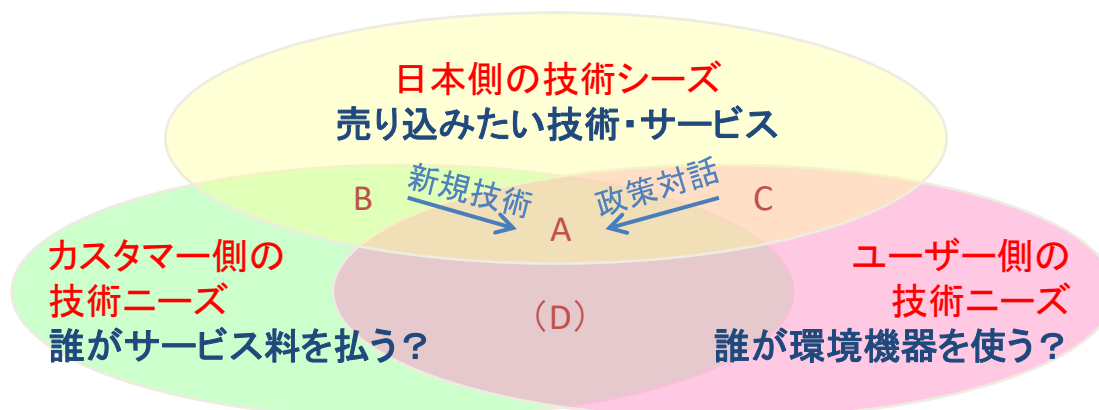 日本側の技術シーズ
売り込みたい技術・サービス
B
新規技術
政策対話
C
A
カスタマー側の
技術ニーズ
誰がサービス料を払う？
ユーザー側の
技術ニーズ
誰が環境機器を使う？
（D）